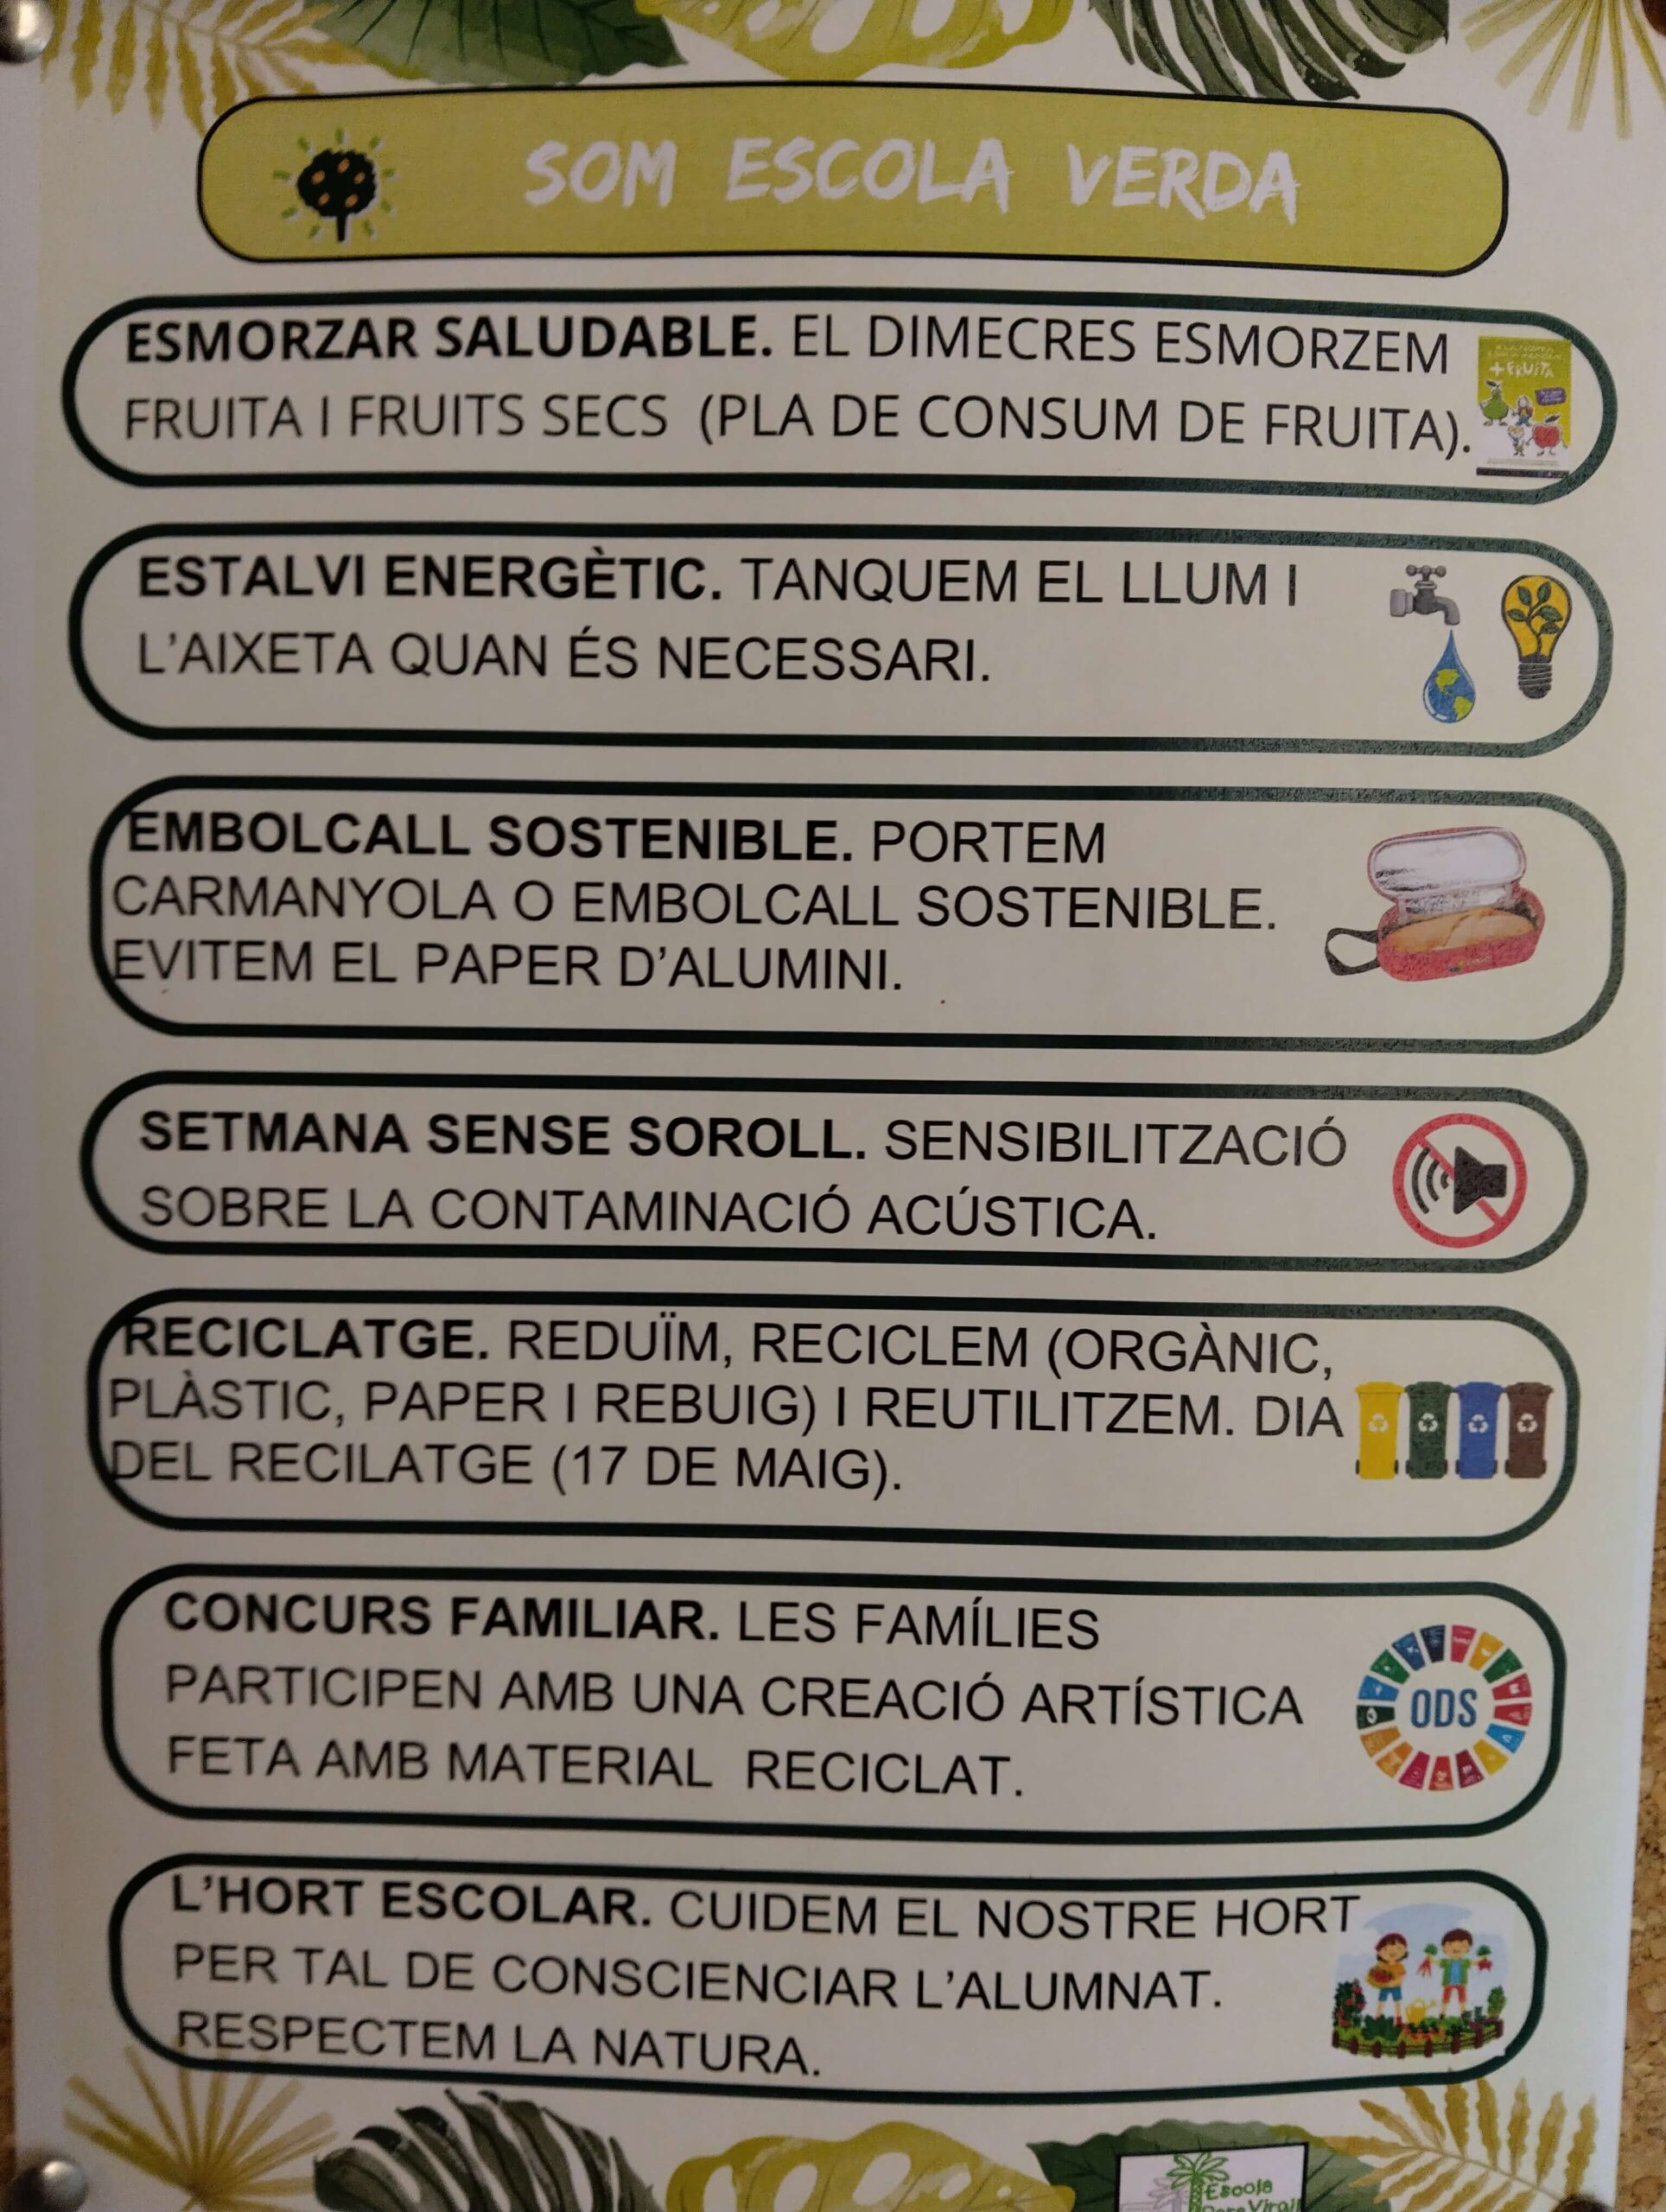 SOM ESCOLA VERDA
ESMORZAR SALUDABLE. EL DIMECRES ESMORZEM
FRUITA I FRUITS SECS (PLA DE CONSUM DE FRUITA).
+FRUITA
ESTALVI ENERGÈTIC. TANQUEM EL LLUM I
L'AIXETA QUAN ÉS NECESSARI.
EMBOLCALL SOSTENIBLE. PORTEM
CARMANYOLA O EMBOLCALL SOSTENIBLE.
EVITEM EL PAPER D'ALUMINI.
SETMANA SENSE SOROLL. SENSIBILITZACIÓ
SOBRE LA CONTAMINACIÓ ACÚSTICA.
RECICLATGE. REDUÏM, RECICLEM (ORGÀNIC,
PLÀSTIC, PAPER I REBUIG) I REUTILITZEM. DIA
DEL RECILATGE (17 DE MAIG).
CONCURS FAMILIAR. LES FAMÍLIES
PARTICIPEN AMB UNA CREACIÓ ARTÍSTICA
FETA AMB MATERIAL RECICLAT.
ODS
L'HORT ESCOLAR. CUIDEM EL NOSTRE HORT
PER TAL DE CONSCIENCIAR L'ALUMNAT.
RESPECTEM LA NATURA.
Escola